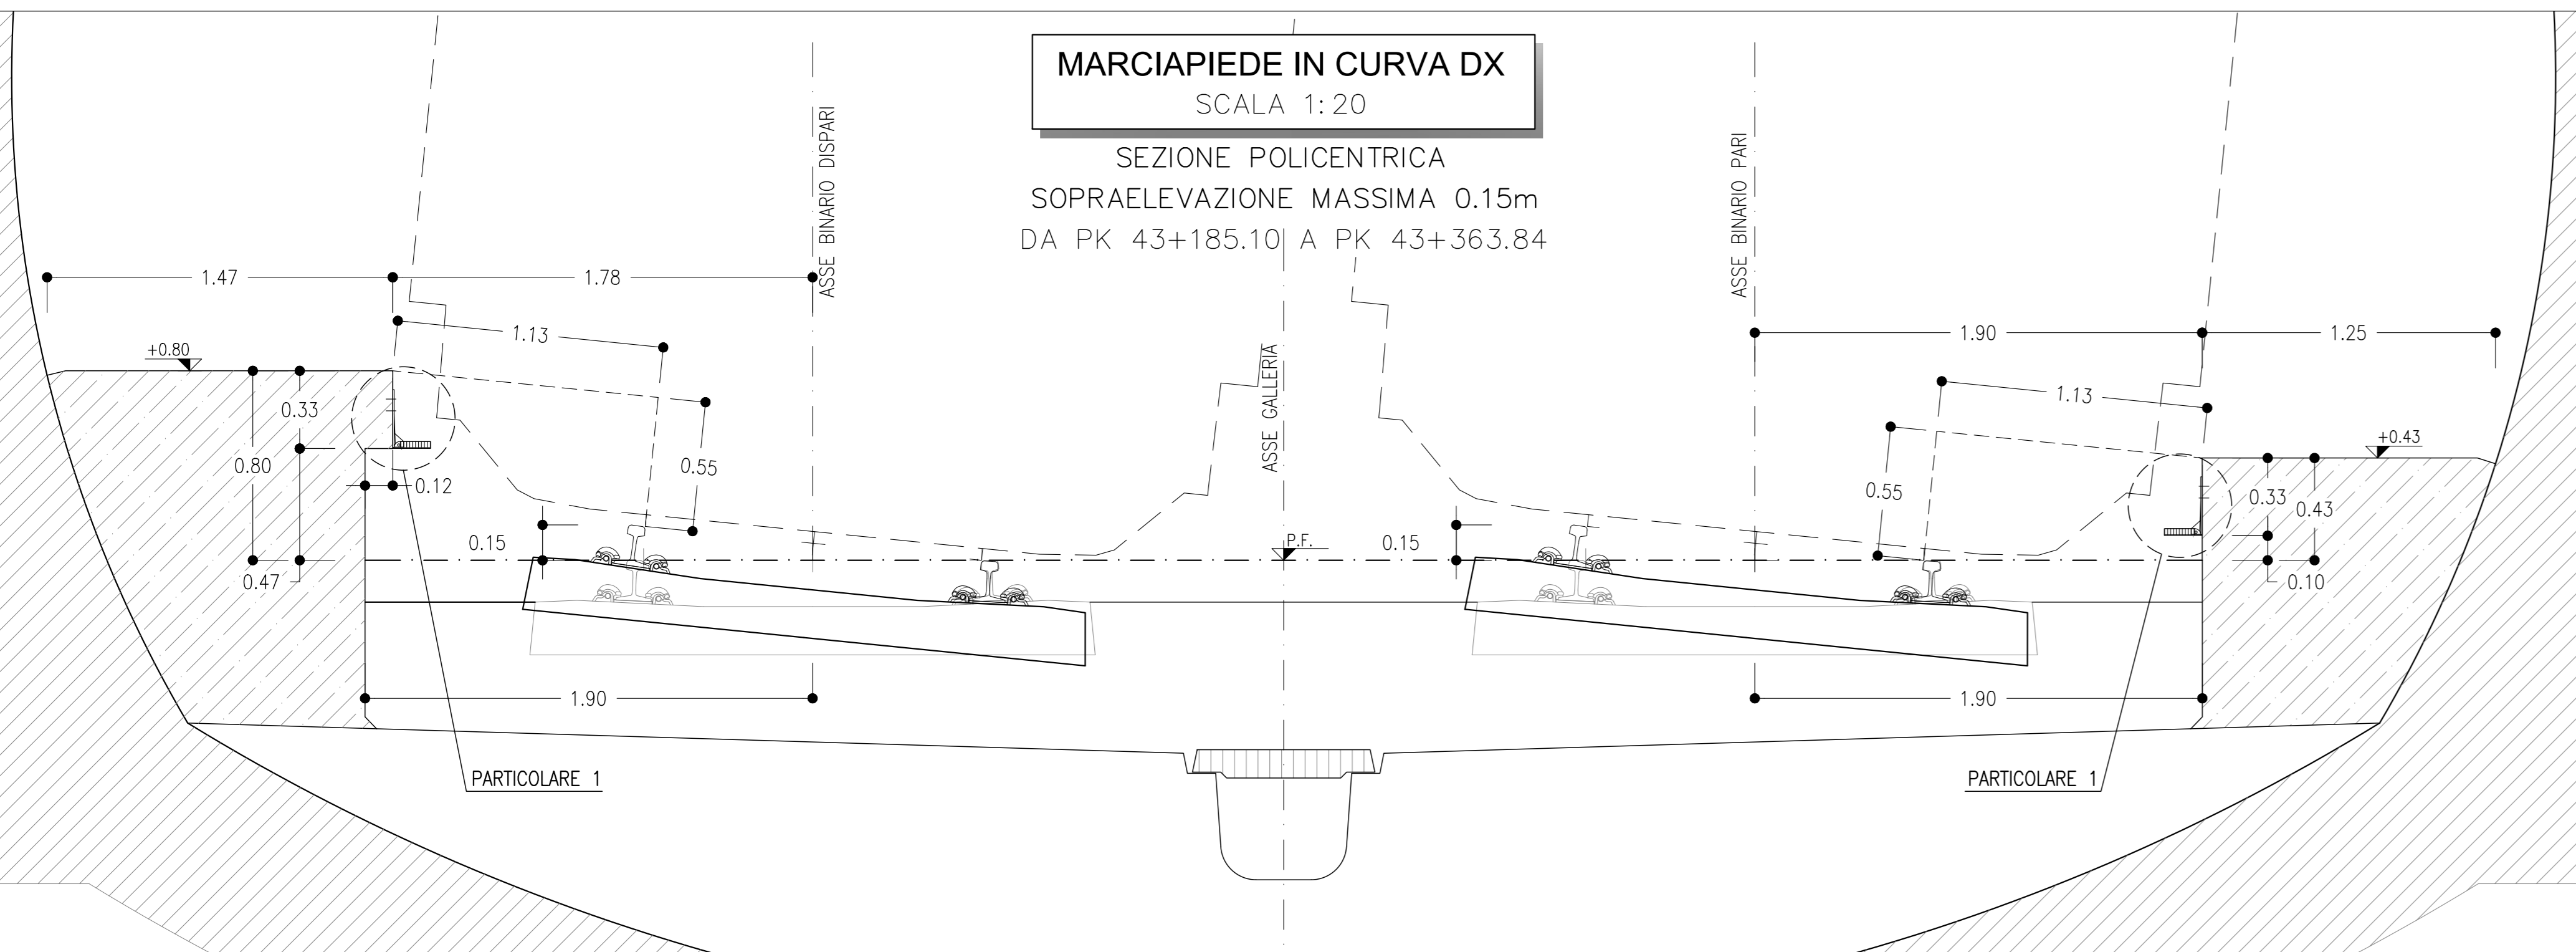 MARCIAPIEDE IN CURVA DX
SCALA 1:20
SEZIONE POLICENTRICA
SOPRAELEVAZIONE MASSIMA 0.15m
DA PK 43+185.10 A PK 43+363.84
ASSE BINARIO DISPARI
ASSE BINARIO PARI
ASSE GALLERIA
1.47
1.78
1.13
+0.80
0.33
0.80
0.55
0.12
0.15
0.47
1.90
PARTICOLARE 1
P.F.
0.15
1.90
1.25
1.13
+0.43
0.55
0.33
0.43
0.10
1.90
PARTICOLARE 1